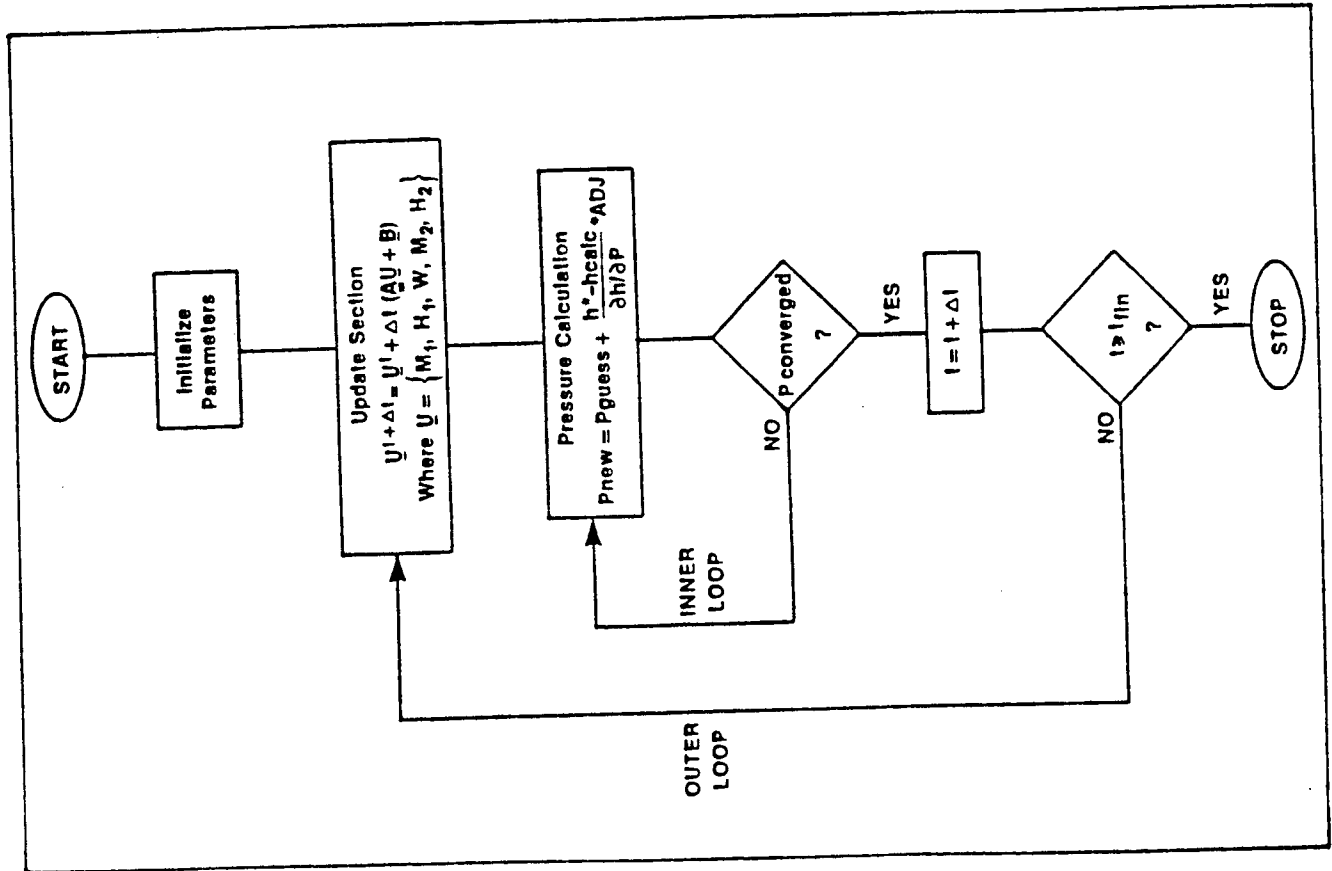 START
Initialize
Parameters
Update Section
U^t+Δt = U^t + Δt (AU + B)
Where U = {M₁, H₁, W, M₂, H₂}
Pressure Calculation
Pnew = Pguess + h*-hcalc/∂h/∂P *ADJ
INNER
LOOP
P converged
?
NO
YES
t = t + Δt
OUTER
LOOP
t ≥ t fin
?
NO
YES
STOP